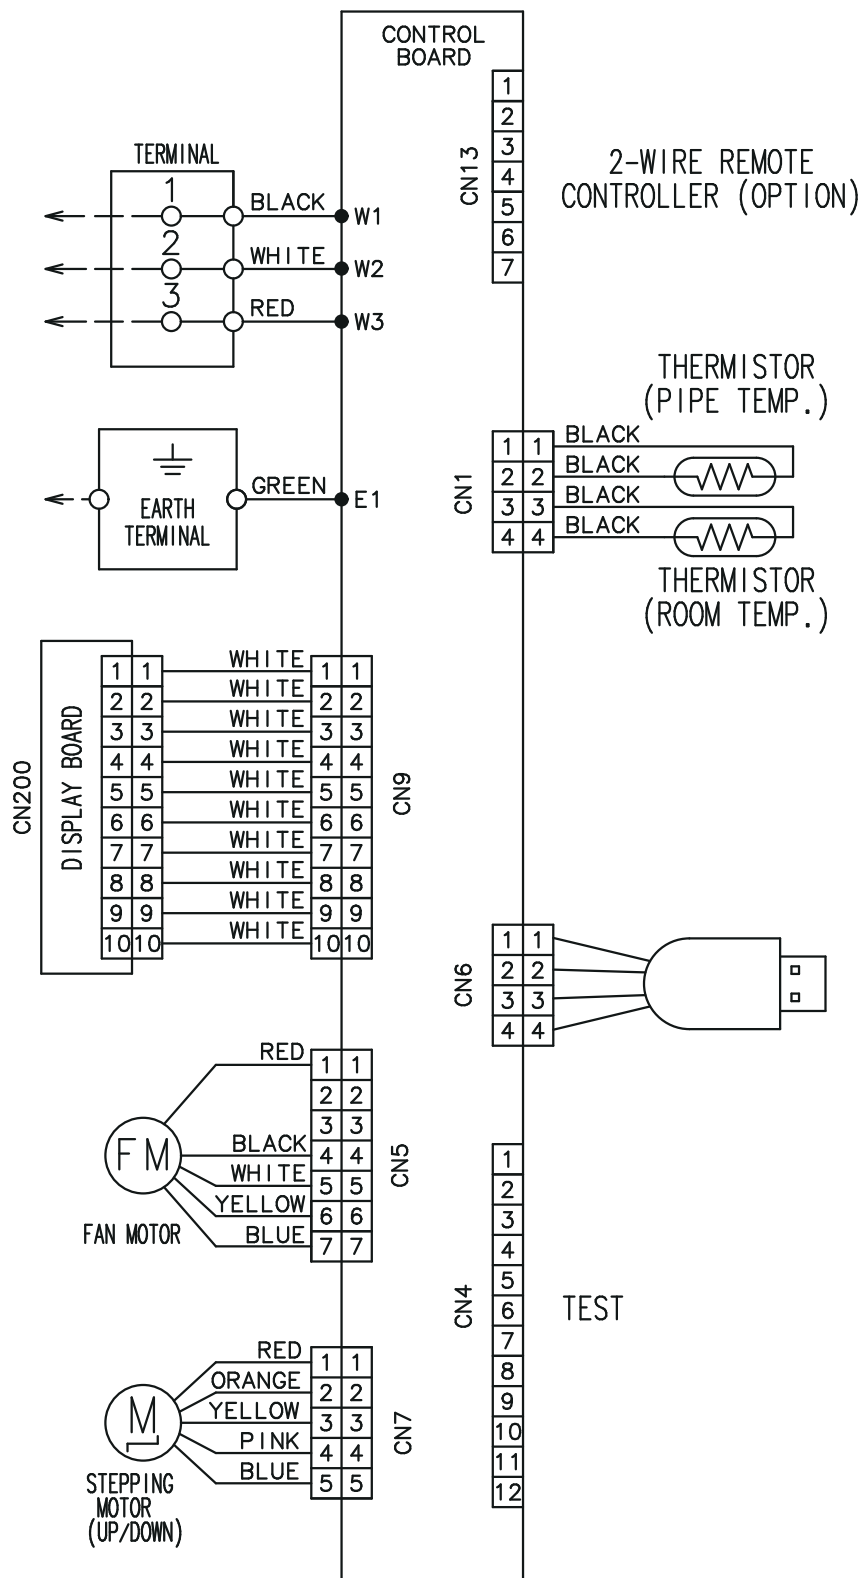 CONTROL
BOARD
CN13
1
2
3
4
5
6
7
2-WIRE REMOTE
CONTROLLER (OPTION)
TERMINAL
1 BLACK W1
2 WHITE W2
3 RED W3
EARTH
TERMINAL
GREEN E1
THERMISTOR
(PIPE TEMP.)
CN1
1 1 BLACK
2 2 BLACK
3 3 BLACK
4 4 BLACK
THERMISTOR
(ROOM TEMP.)
CN200
DISPLAY BOARD
CN9
1 1 WHITE 1 1
2 2 WHITE 2 2
3 3 WHITE 3 3
4 4 WHITE 4 4
5 5 WHITE 5 5
6 6 WHITE 6 6
7 7 WHITE 7 7
8 8 WHITE 8 8
9 9 WHITE 9 9
10 10 WHITE 10 10
CN6
1 1
2 2
3 3
4 4
FM
FAN MOTOR
CN5
RED 1 1
2 2
3 3
BLACK 4 4
WHITE 5 5
YELLOW 6 6
BLUE 7 7
CN4
1
2
3
4
5
6
7
8
9
10
11
12
TEST
M
STEPPING
MOTOR
(UP/DOWN)
CN7
RED 1 1
ORANGE 2 2
YELLOW 3 3
PINK 4 4
BLUE 5 5